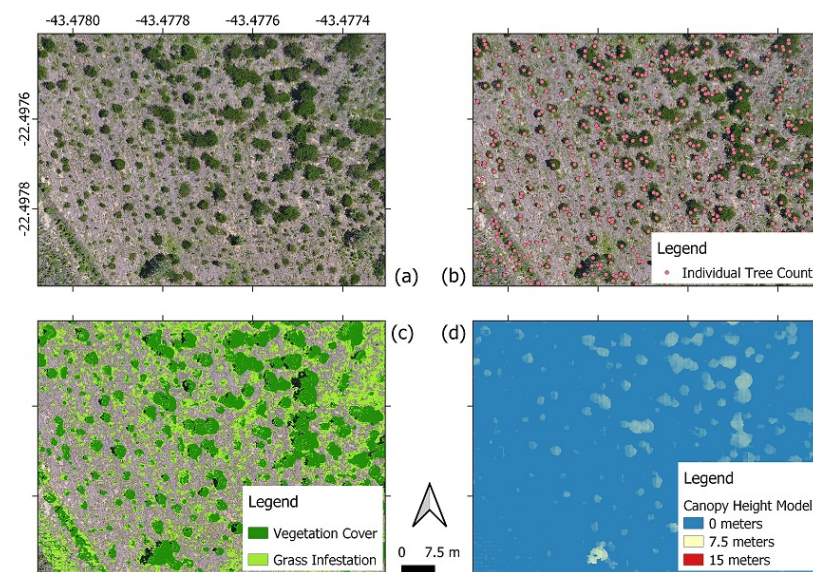 -43.4780 -43.4778 -43.4776 -43.4774
-22.4976
-22.4978
(a)
(b)
Legend
Individual Tree Count
(c)
(d)
Legend
Vegetation Cover
Grass Infestation
0 7.5 m
Legend
Canopy Height Model
0 meters
7.5 meters
15 meters